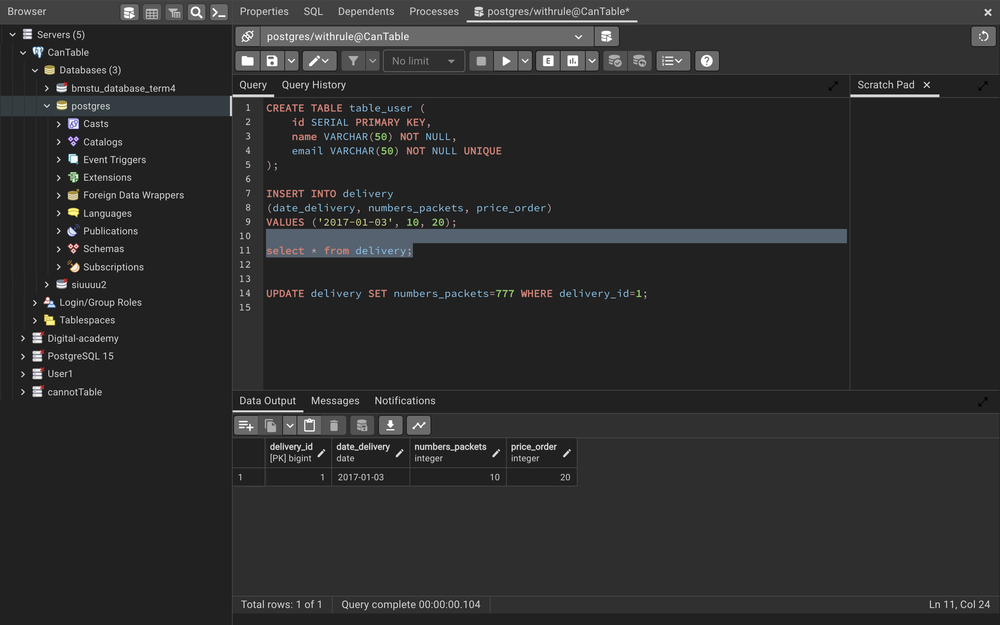 Browser
Properties SQL Dependents Processes postgres/withrule@CanTable*
Servers (5)
CanTable
Databases (3)
bmstu_database_term4
postgres
Casts
Catalogs
Event Triggers
Extensions
Foreign Data Wrappers
Languages
Publications
Schemas
Subscriptions
siuuuu2
Login/Group Roles
Tablespaces
Digital-academy
PostgreSQL 15
User1
cannotTable
postgres/withrule@CanTable
No limit
E
Query Query History
Scratch Pad
1 CREATE TABLE table_user (
2 id SERIAL PRIMARY KEY,
3 name VARCHAR(50) NOT NULL,
4 email VARCHAR(50) NOT NULL UNIQUE
5 );
6
7 INSERT INTO delivery
8 (date_delivery, numbers_packets, price_order)
9 VALUES ('2017-01-03', 10, 20);
10
11 select * from delivery;
12
13
14 UPDATE delivery SET numbers_packets=777 WHERE delivery_id=1;
15
Data Output Messages Notifications
delivery_id date_delivery numbers_packets price_order
[PK] bigint date integer integer
1 1 2017-01-03 10 20
Total rows: 1 of 1 Query complete 00:00:00.104 Ln 11, Col 24